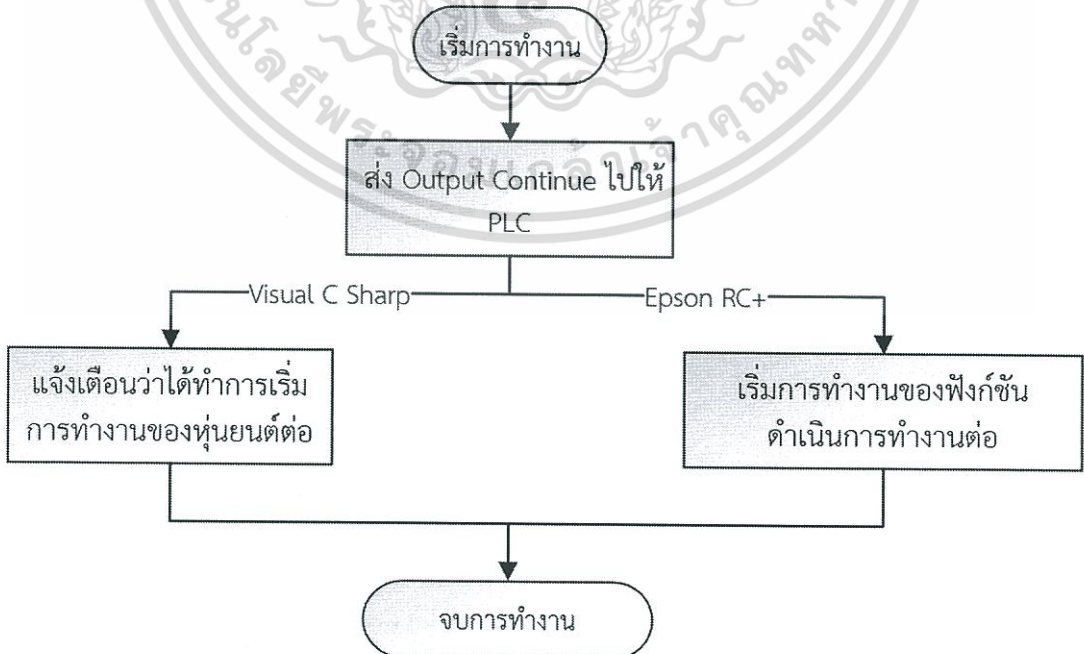 เริ่มการทำงาน
ส่ง Output Continue ไปให้
PLC
Visual C Sharp
Epson RC+
แจ้งเตือนว่าได้ทำการเริ่ม
การทำงานของหุ่นยนต์ต่อ
เริ่มการทำงานของฟังก์ชัน
ดำเนินการทำงานต่อ
จบการทำงาน